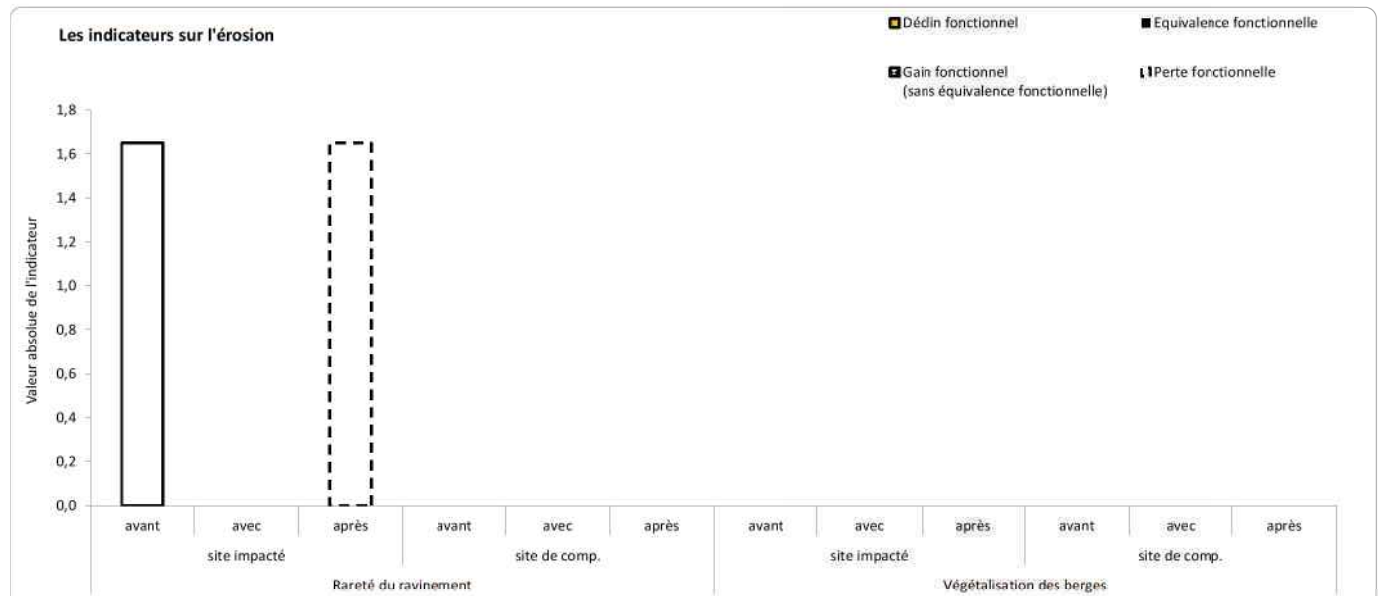 Les indicateurs sur l'érosion
Déclin fonctionnel
Equivalence fonctionnelle
Gain fonctionnel
(sans équivalence fonctionnelle)
Perte fonctionnelle
Valeur absolue de l'indicateur
1,8
1,6
1,4
1,2
1,0
0,8
0,6
0,4
0,2
0,0
avant avec après avant avec après avant avec après avant avec après
site impacté site de comp. site impacté site de comp.
Rareté du ravinement Végétalisation des berges